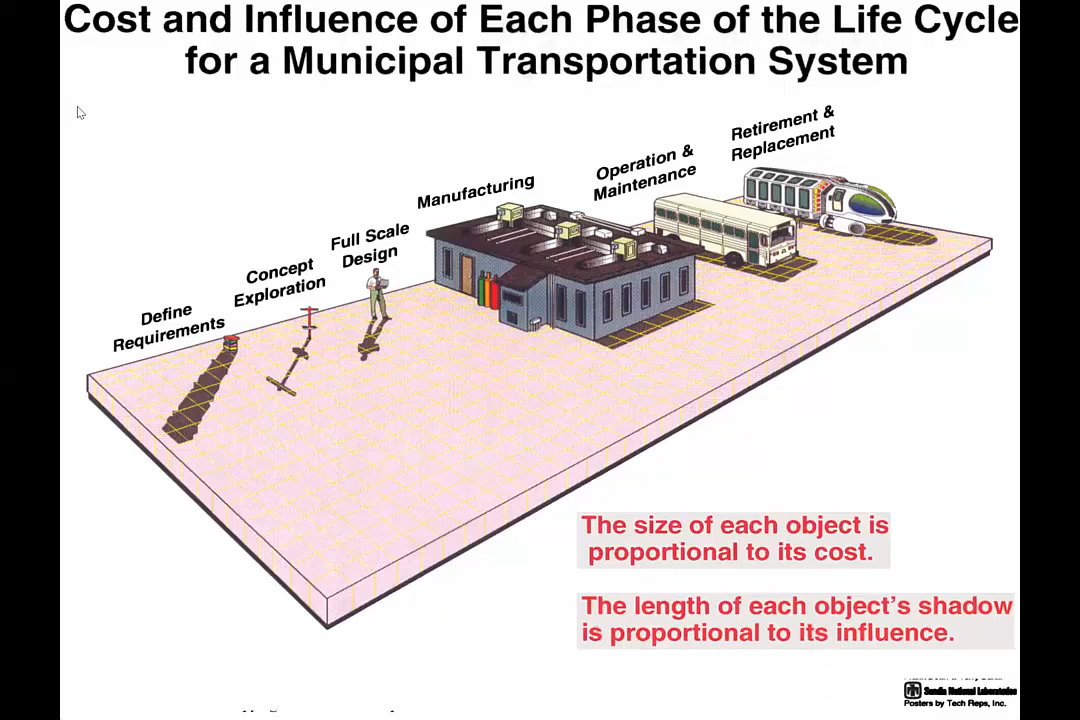 Cost and Influence of Each Phase of the Life Cycle
for a Municipal Transportation System
Retirement &
Replacement
Operation &
Maintenance
Manufacturing
Full Scale
Design
Concept
Exploration
Define
Requirements
The size of each object is
proportional to its cost.
The length of each object's shadow
is proportional to its influence.
Sandia National Laboratories
Posters by Tech Reps, Inc.